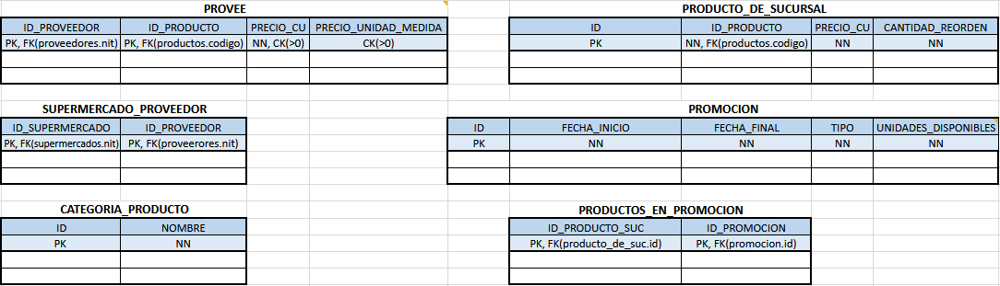 PROVEE
ID_PROVEEDOR ID_PRODUCTO PRECIO_CU PRECIO_UNIDAD_MEDIDA
PK, FK(proveedores.nit) PK, FK(productos.codigo) NN, CK(>0) CK(>0)
PRODUCTO_DE_SUCURSAL
ID ID_PRODUCTO PRECIO_CU CANTIDAD_REORDEN
PK NN, FK(productos.codigo) NN NN
SUPERMERCADO_PROVEEDOR
ID_SUPERMERCADO ID_PROVEEDOR
PK, FK(supermercados.nit) PK, FK(proveerores.nit)
PROMOCION
ID FECHA_INICIO FECHA_FINAL TIPO UNIDADES_DISPONIBLES
PK NN NN NN NN
CATEGORIA_PRODUCTO
ID NOMBRE
PK NN
PRODUCTOS_EN_PROMOCION
ID_PRODUCTO_SUC ID_PROMOCION
PK, FK(producto_de_suc.id) PK, FK(promocion.id)